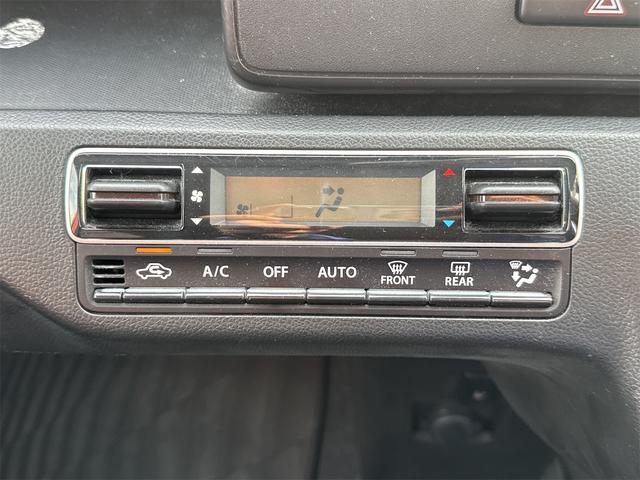 A/C OFF AUTO FRONT REAR